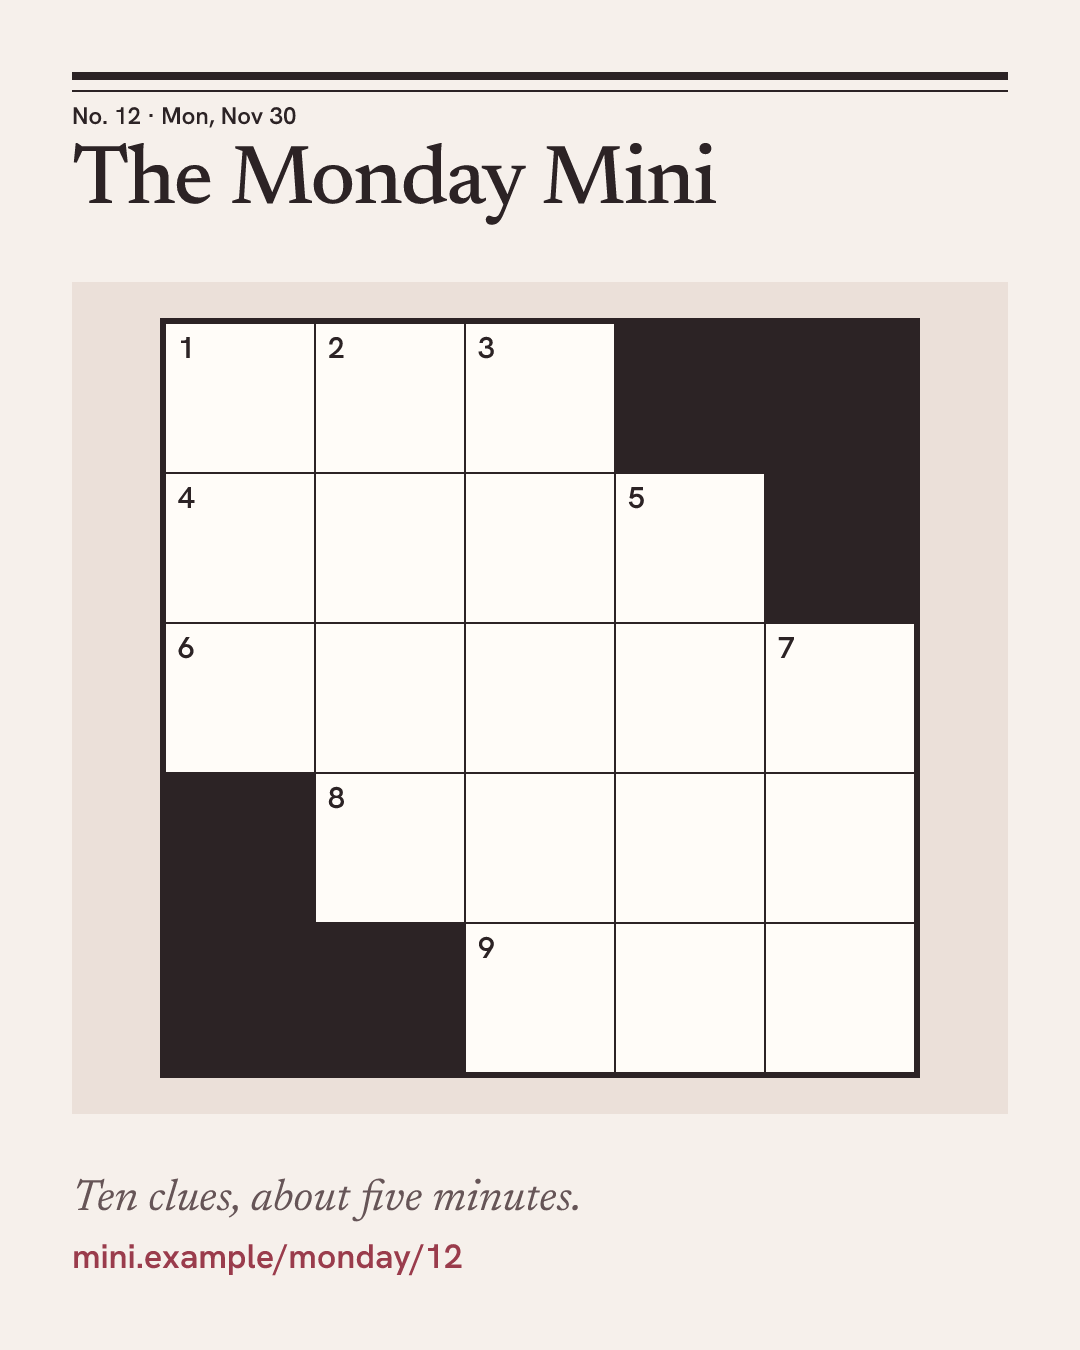 No. 12 · Mon, Nov 30
The Monday Mini
1 2 3
4 5
6 7
8
9
Ten clues, about five minutes.
mini.example/monday/12